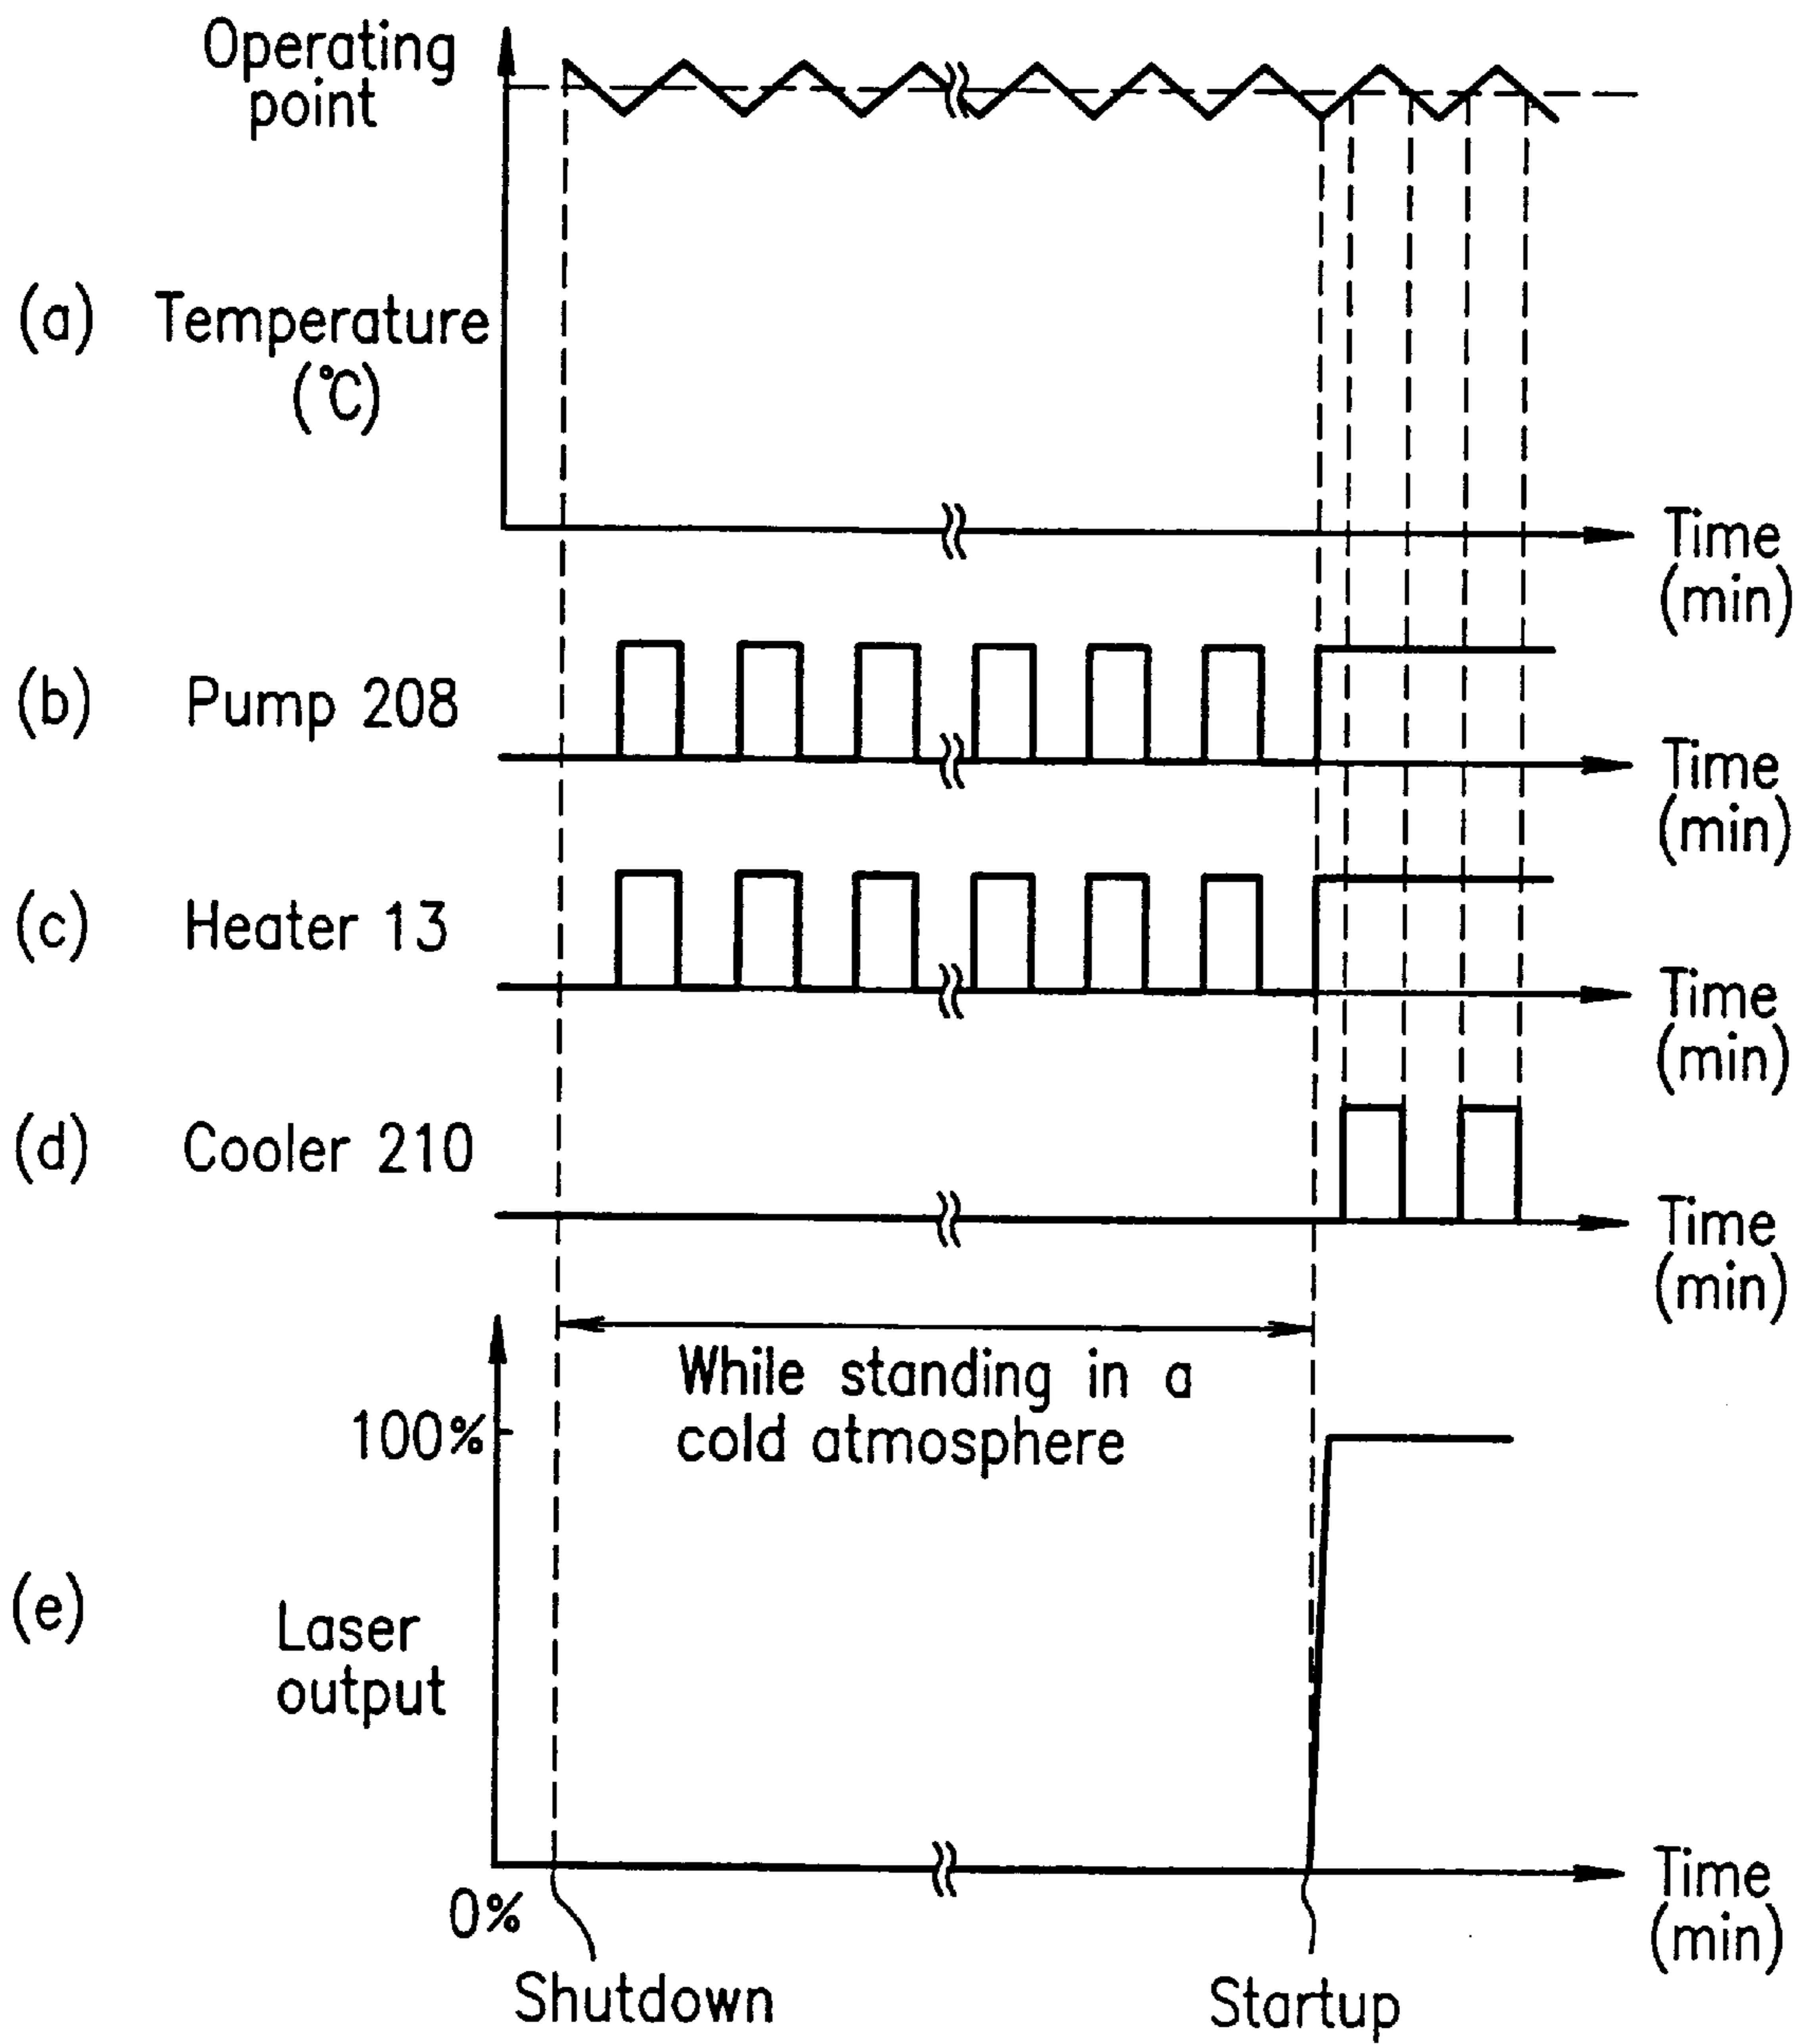 Operating
point
(a) Temperature
(°C)
Time
(min)
(b) Pump 208
Time
(min)
(c) Heater 13
Time
(min)
(d) Cooler 210
Time
(min)
While standing in a
cold atmosphere
100%
(e) Laser
output
0%
Time
(min)
Shutdown
Startup